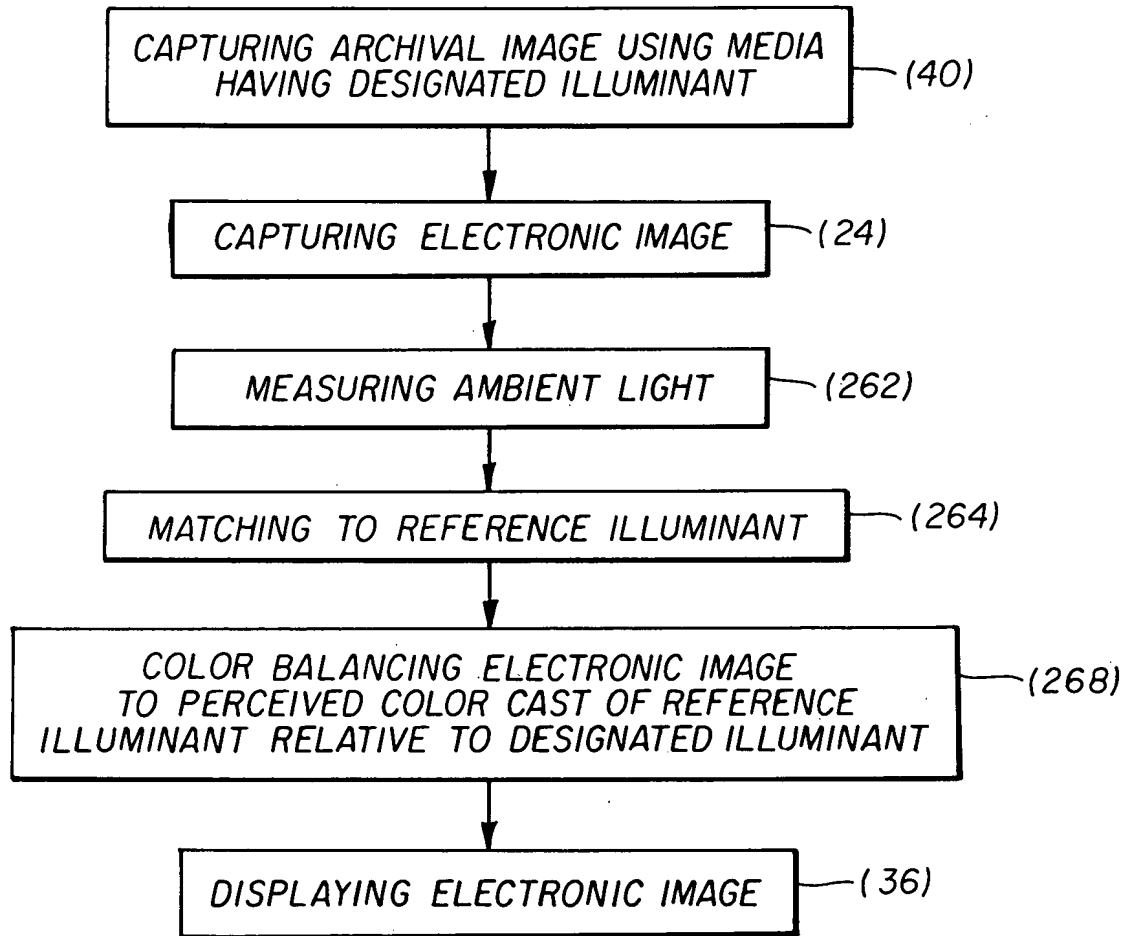 CAPTURING ARCHIVAL IMAGE USING MEDIA
HAVING DESIGNATED ILLUMINANT
(40)
CAPTURING ELECTRONIC IMAGE
(24)
MEASURING AMBIENT LIGHT
(262)
MATCHING TO REFERENCE ILLUMINANT
(264)
COLOR BALANCING ELECTRONIC IMAGE
TO PERCEIVED COLOR CAST OF REFERENCE
ILLUMINANT RELATIVE TO DESIGNATED ILLUMINANT
(268)
DISPLAYING ELECTRONIC IMAGE
(36)